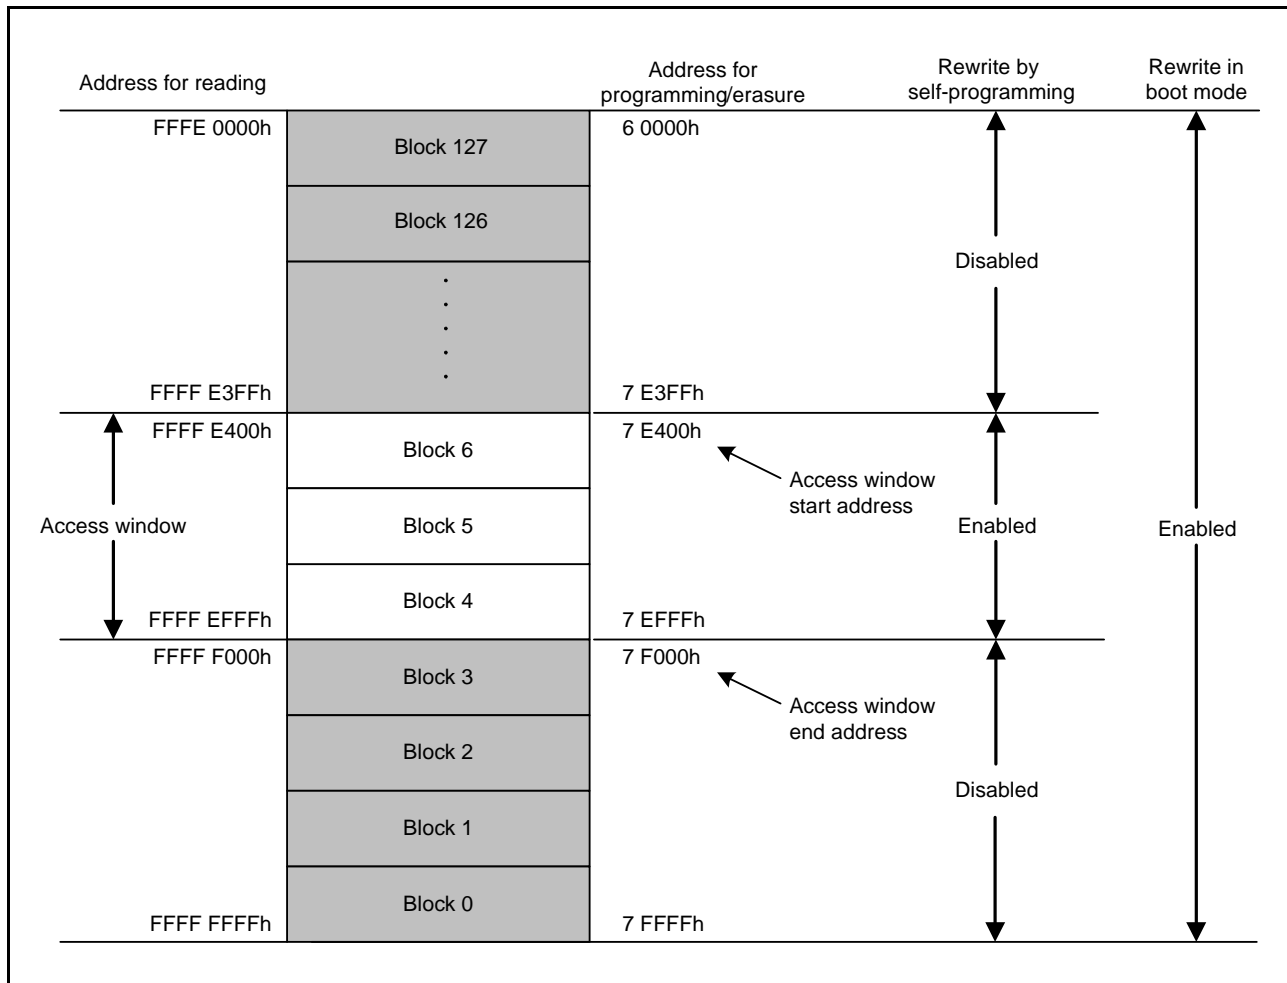 Address for reading
Address for
programming/erasure
Rewrite by
self-programming
Rewrite in
boot mode
FFFE 0000h
Block 127
6 0000h
Block 126
Disabled
FFFF E3FFh
7 E3FFh
FFFF E400h
Block 6
7 E400h
Access window
start address
Access window
Block 5
Enabled
Enabled
Block 4
FFFF EFFFh
7 EFFFh
FFFF F000h
Block 3
7 F000h
Access window
end address
Block 2
Disabled
Block 1
Block 0
FFFF FFFFh
7 FFFFh